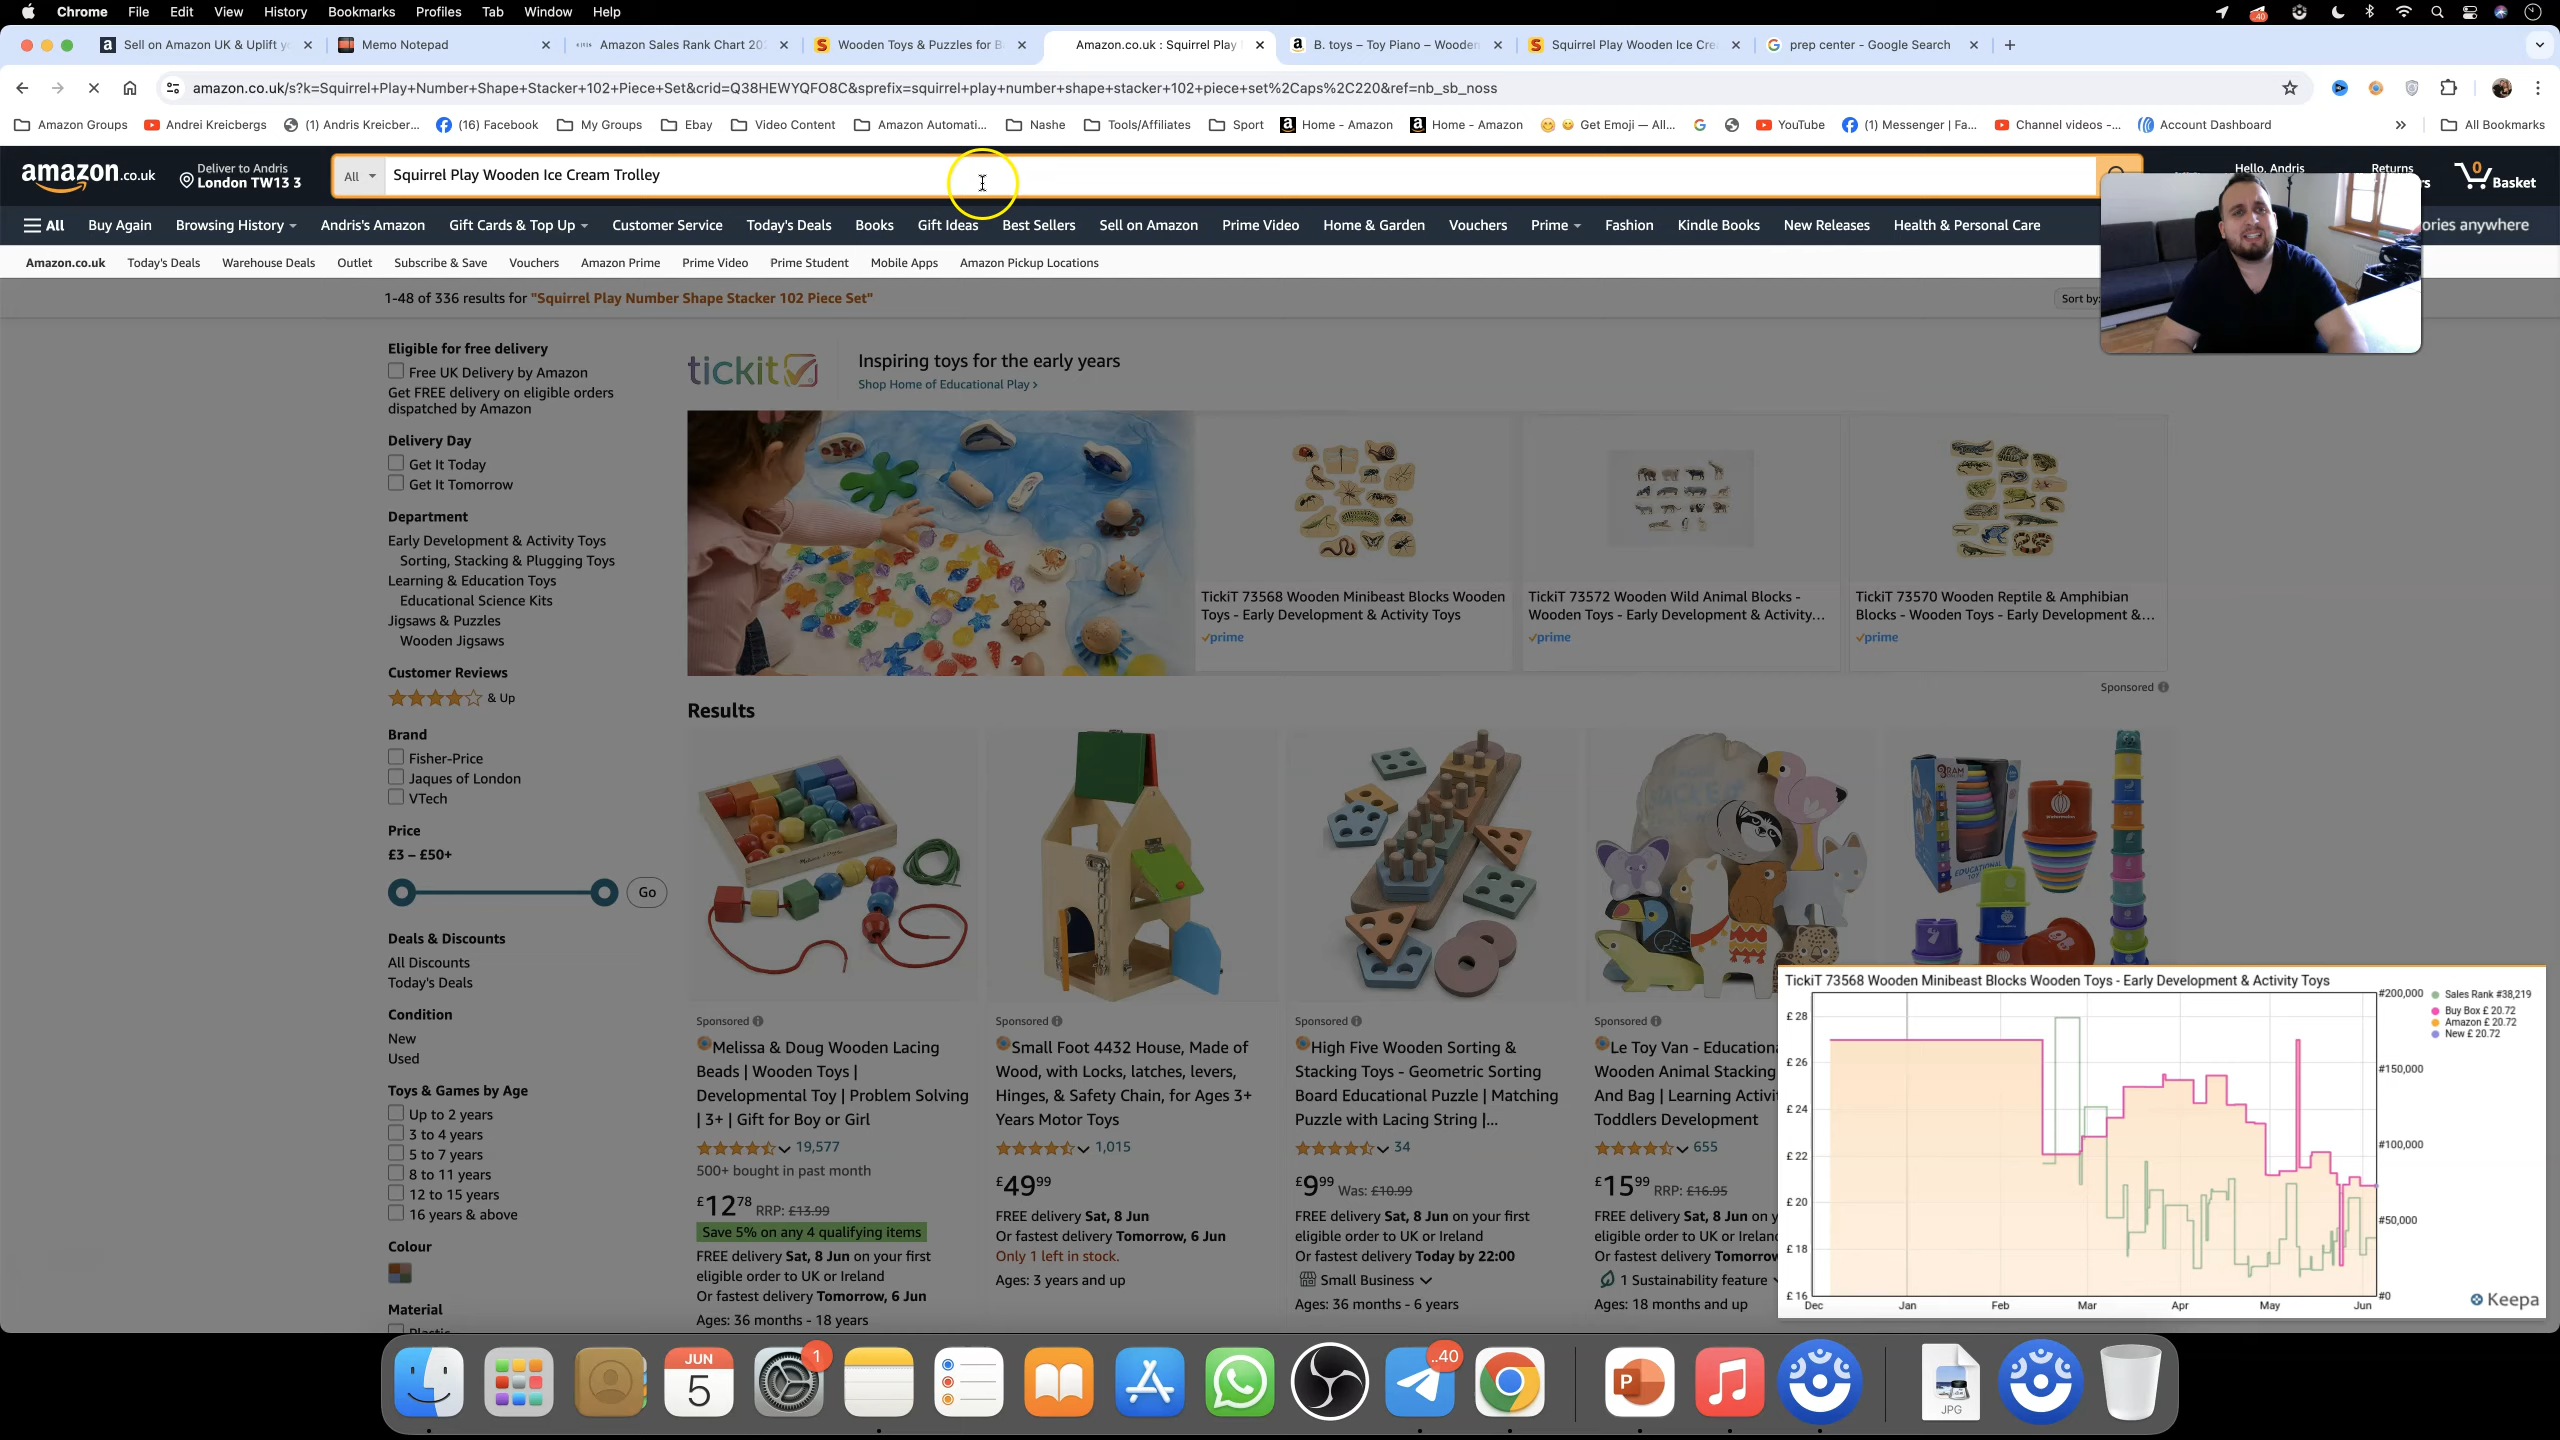 Chrome File Edit View History Bookmarks Profiles Tab Window Help
Sell on Amazon UK & Uplift yo
Memo Notepad
Amazon Sales Rank Chart 202
Wooden Toys & Puzzles for B
Amazon.co.uk : Squirrel Play
B. toys – Toy Piano – Wooden
Squirrel Play Wooden Ice Cre
prep center - Google Search
amazon.co.uk/s?k=Squirrel+Play+Number+Shape+Stacker+102+Piece+Set&crid=Q38HEWYQFO8C&sprefix=squirrel+play+number+shape+stacker+102+piece+set%2Caps%2C220&ref=nb_sb_noss
Amazon Groups Andrei Kreicbergs (1) Andris Kreicber... (16) Facebook My Groups Ebay Video Content Amazon Automati... Nashe Tools/Affiliates Sport Home - Amazon Home - Amazon Get Emoji — All... YouTube (1) Messenger | Fa... Channel videos -... Account Dashboard All Bookmarks
amazon.co.uk
Deliver to Andris
London TW13 3
All
Squirrel Play Wooden Ice Cream Trolley
Hello, Andris
Returns
0
Basket
All Buy Again Browsing History Andris's Amazon Gift Cards & Top Up Customer Service Today's Deals Books Gift Ideas Best Sellers Sell on Amazon Prime Video Home & Garden Vouchers Prime Fashion Kindle Books New Releases Health & Personal Care
ories anywhere
Amazon.co.uk Today's Deals Warehouse Deals Outlet Subscribe & Save Vouchers Amazon Prime Prime Video Prime Student Mobile Apps Amazon Pickup Locations
1-48 of 336 results for "Squirrel Play Number Shape Stacker 102 Piece Set"
Sort by:
Eligible for free delivery
Free UK Delivery by Amazon
Get FREE delivery on eligible orders
dispatched by Amazon
Delivery Day
Get It Today
Get It Tomorrow
Department
Early Development & Activity Toys
Sorting, Stacking & Plugging Toys
Learning & Education Toys
Educational Science Kits
Jigsaws & Puzzles
Wooden Jigsaws
Customer Reviews
& Up
Brand
Fisher-Price
Jaques of London
VTech
Price
£3 – £50+
Go
Deals & Discounts
All Discounts
Today's Deals
Condition
New
Used
Toys & Games by Age
Up to 2 years
3 to 4 years
5 to 7 years
8 to 11 years
12 to 15 years
16 years & above
Colour
Material
tickit
Inspiring toys for the early years
Shop Home of Educational Play ›
TickiT 73568 Wooden Minibeast Blocks Wooden
Toys - Early Development & Activity Toys
prime
TickiT 73572 Wooden Wild Animal Blocks -
Wooden Toys - Early Development & Activity...
prime
TickiT 73570 Wooden Reptile & Amphibian
Blocks - Wooden Toys - Early Development &...
prime
Sponsored
Results
Sponsored
Melissa & Doug Wooden Lacing
Beads | Wooden Toys |
Developmental Toy | Problem Solving
| 3+ | Gift for Boy or Girl
19,577
500+ bought in past month
£12 78 RRP: £13.99
Save 5% on any 4 qualifying items
FREE delivery Sat, 8 Jun on your first
eligible order to UK or Ireland
Or fastest delivery Tomorrow, 6 Jun
Ages: 36 months - 18 years
Sponsored
Small Foot 4432 House, Made of
Wood, with Locks, latches, levers,
Hinges, & Safety Chain, for Ages 3+
Years Motor Toys
1,015
£49 99
FREE delivery Sat, 8 Jun
Or fastest delivery Tomorrow, 6 Jun
Only 1 left in stock.
Ages: 3 years and up
Sponsored
High Five Wooden Sorting &
Stacking Toys - Geometric Sorting
Board Educational Puzzle | Matching
Puzzle with Lacing String |...
34
£9 99 Was: £10.99
FREE delivery Sat, 8 Jun on your first
eligible order to UK or Ireland
Or fastest delivery Today by 22:00
Small Business
Ages: 36 months - 6 years
Sponsored
Le Toy Van - Educationa
Wooden Animal Stacking
And Bag | Learning Activi
Toddlers Development
655
£15 99 RRP: £16.95
FREE delivery Sat, 8 Jun on y
eligible order to UK or Irelan
Or fastest delivery Tomorrow
1 Sustainability feature
Ages: 18 months and up
TickiT 73568 Wooden Minibeast Blocks Wooden Toys - Early Development & Activity Toys
£ 28
£ 26
£ 24
£ 22
£ 20
£ 18
£ 16
#200,000
#150,000
#100,000
#50,000
#0
Sales Rank #38,219
Buy Box £ 20.72
Amazon £ 20.72
New £ 20.72
Dec Jan Feb Mar Apr May Jun
Keepa
JUN
5
1
..40
P
JPG